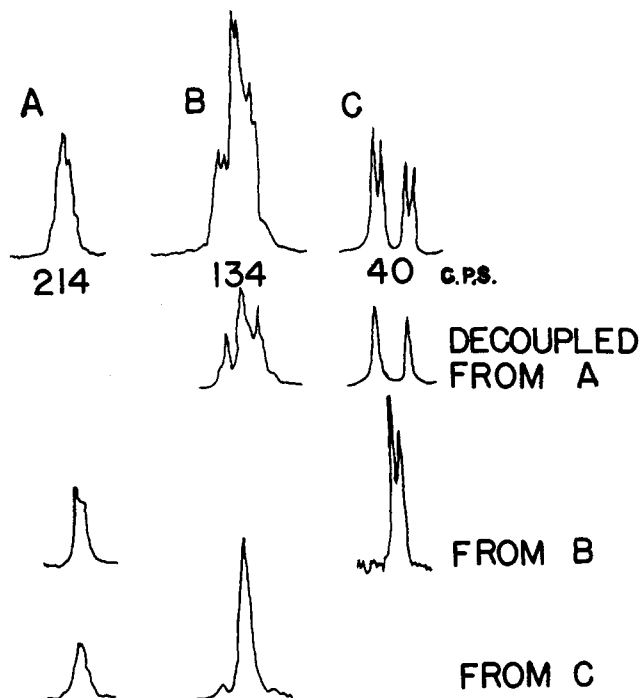 A B C
214 134 40 C.P.S.
DECOUPLED
FROM A
FROM B
FROM C